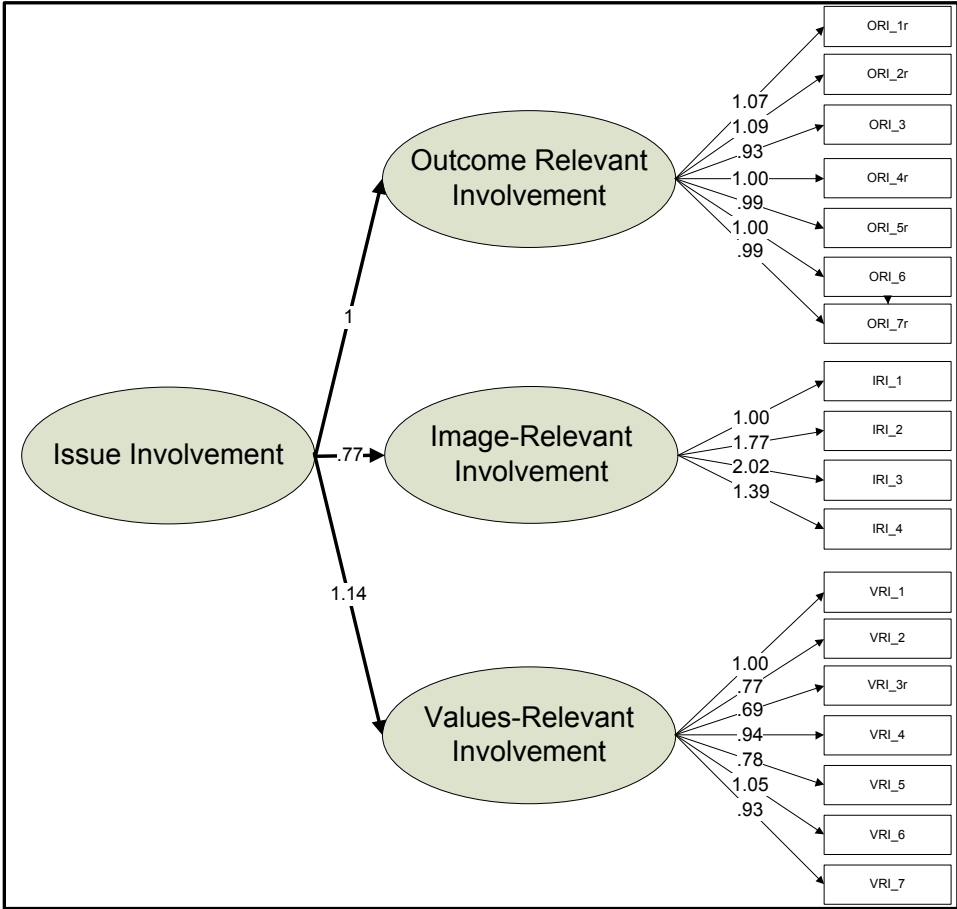 ORI_1r
ORI_2r
ORI_3
ORI_4r
ORI_5r
ORI_6
ORI_7r
1.07
1.09
.93
1.00
.99
1.00
.99
Outcome Relevant
Involvement
1
Issue Involvement
.77
Image-Relevant
Involvement
1.00
1.77
2.02
1.39
IRI_1
IRI_2
IRI_3
IRI_4
1.14
Values-Relevant
Involvement
1.00
.77
.69
.94
.78
1.05
.93
VRI_1
VRI_2
VRI_3r
VRI_4
VRI_5
VRI_6
VRI_7